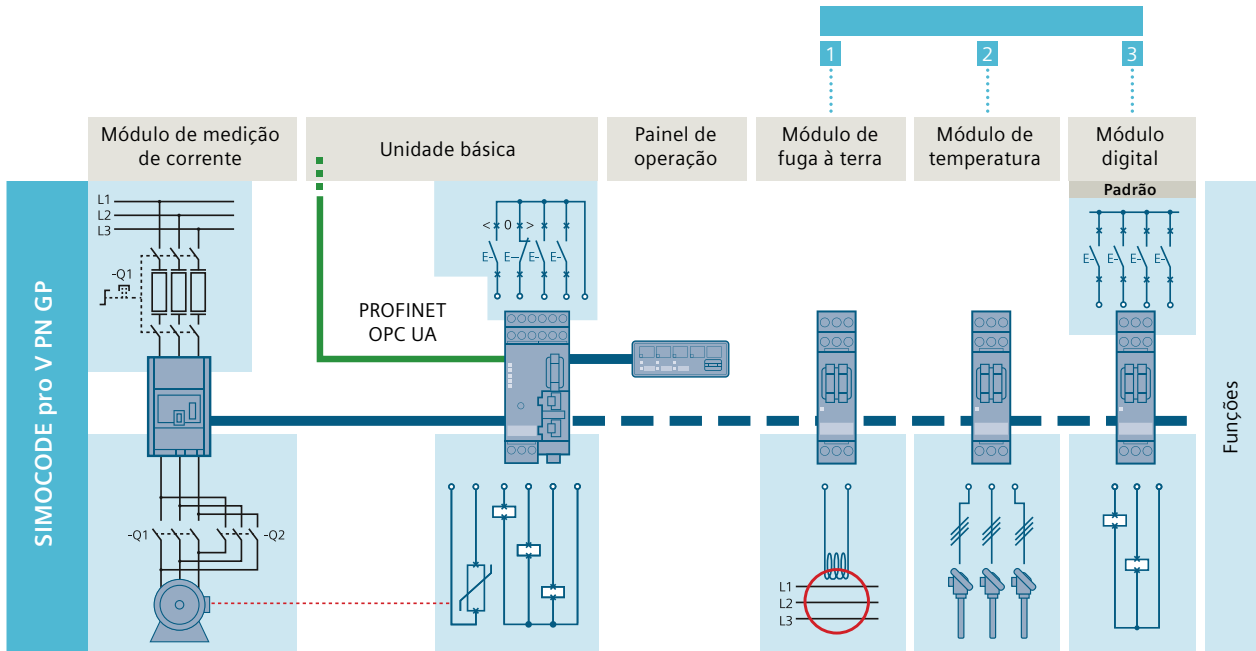 1
2
3
Módulo de medição
de corrente
Unidade básica
Painel de
operação
Módulo de
fuga à terra
Módulo de
temperatura
Módulo
digital
Padrão
SIMOCODE pro V PN GP
L1
L2
L3
-Q1
< 0 >
E- E- E- E-
PROFINET
OPC UA
E- E- E- E-
Funções
-Q1
-Q2
L1
L2
L3